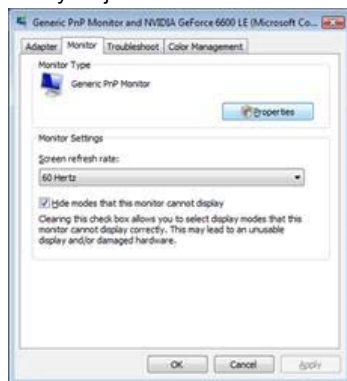 Generic PnP Monitor and NVIDIA GeForce 6600 LE (Microsoft Co...
Adapter Monitor Troubleshoot Color Management
Monitor Type
Generic PnP Monitor
Properties
Monitor Settings
Screen refresh rate:
60 Hertz
Hide modes that this monitor cannot display
Clearing this check box allows you to select display modes that this
monitor cannot display correctly. This may lead to an unusable
display and/or damaged hardware.
OK Cancel Apply